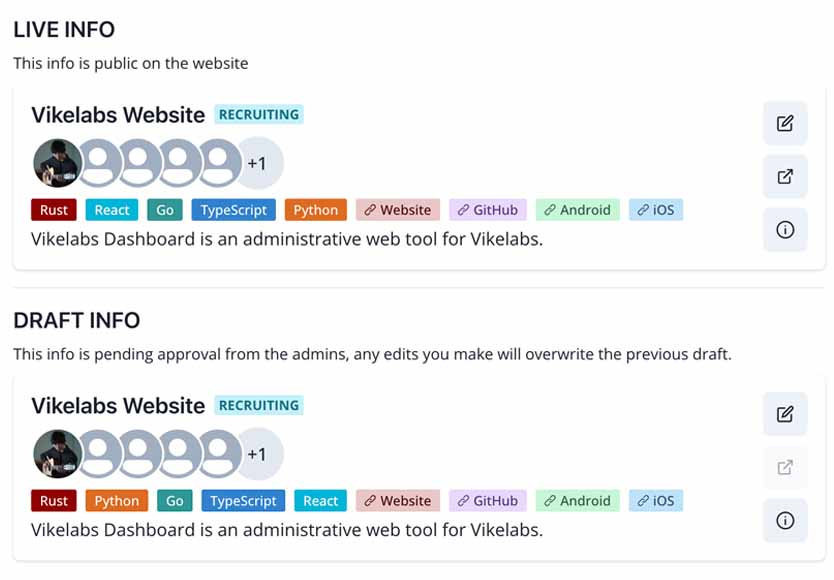 LIVE INFO
This info is public on the website
Vikelabs Website RECRUITING
+1
Rust React Go TypeScript Python Website GitHub Android iOS
Vikelabs Dashboard is an administrative web tool for Vikelabs.
DRAFT INFO
This info is pending approval from the admins, any edits you make will overwrite the previous draft.
Vikelabs Website RECRUITING
+1
Rust Python Go TypeScript React Website GitHub Android iOS
Vikelabs Dashboard is an administrative web tool for Vikelabs.